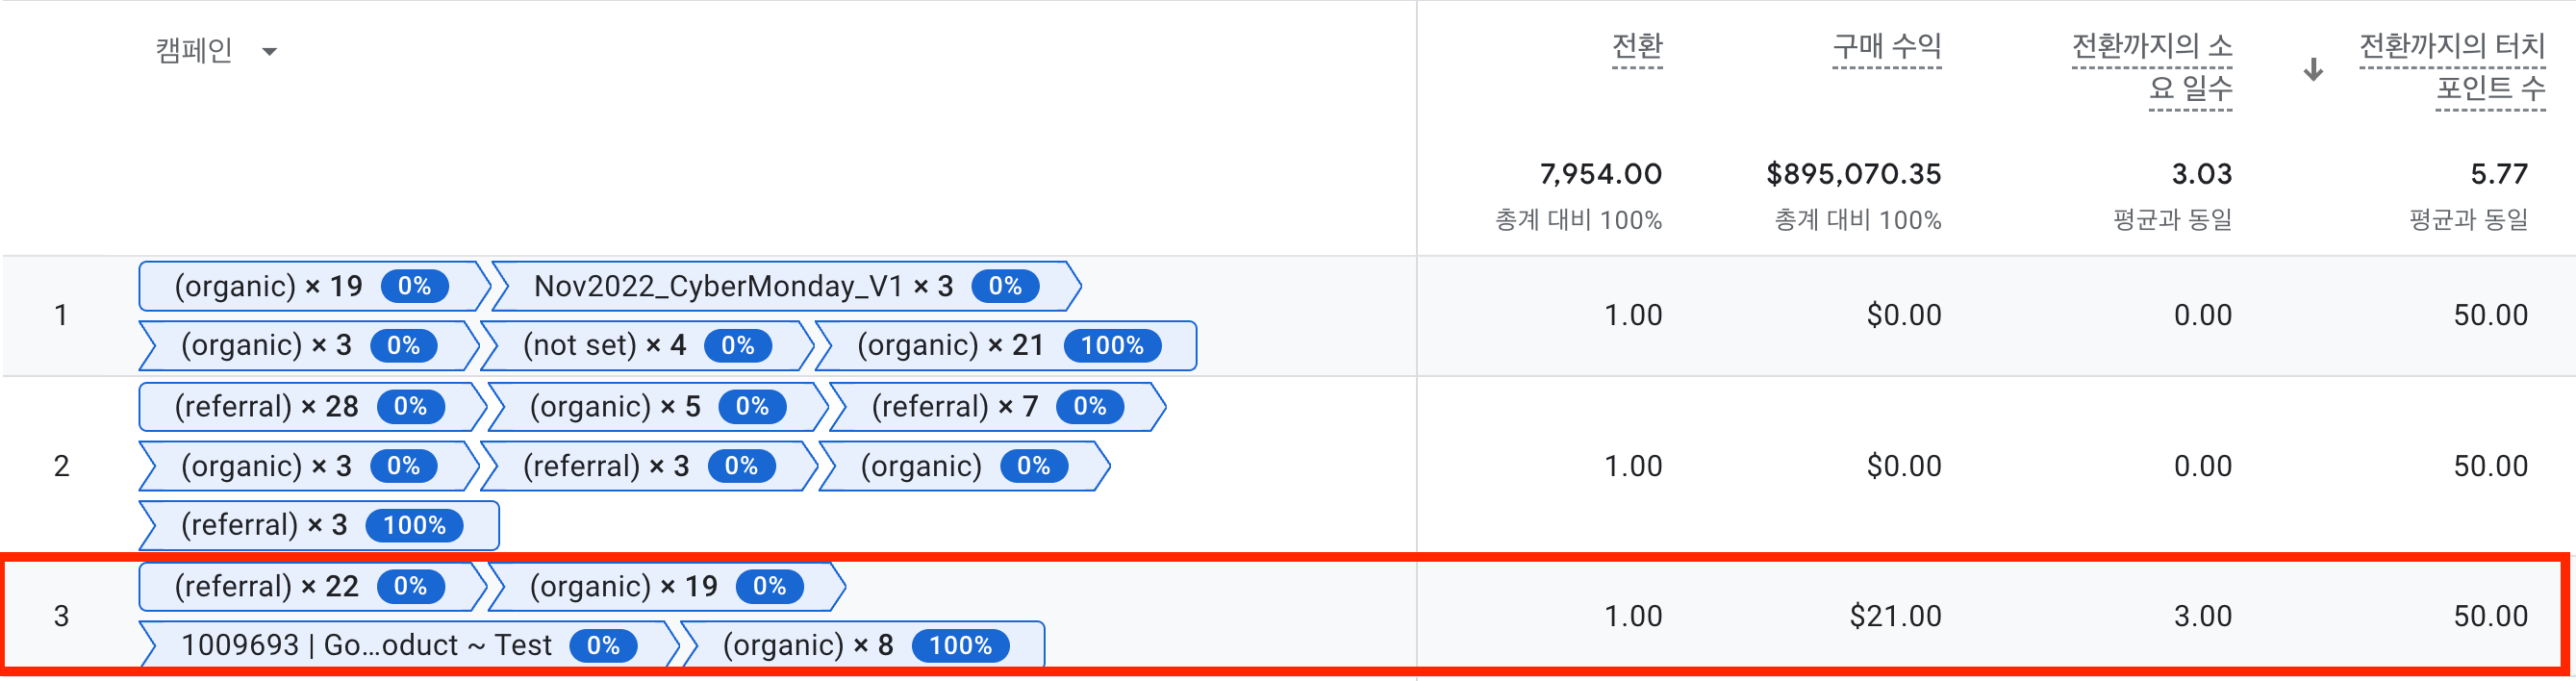 캠페인
전환
구매 수익
전환까지의 소
요 일수
전환까지의 터치
포인트 수
7,954.00
$895,070.35
3.03
5.77
총계 대비 100%
총계 대비 100%
평균과 동일
평균과 동일
1
(organic) × 19 0% Nov2022_CyberMonday_V1 × 3 0%
(organic) × 3 0% (not set) × 4 0% (organic) × 21 100%
1.00
$0.00
0.00
50.00
2
(referral) × 28 0% (organic) × 5 0% (referral) × 7 0%
(organic) × 3 0% (referral) × 3 0% (organic) 0%
(referral) × 3 100%
1.00
$0.00
0.00
50.00
3
(referral) × 22 0% (organic) × 19 0%
1009693 | Go...oduct ~ Test 0% (organic) × 8 100%
1.00
$21.00
3.00
50.00